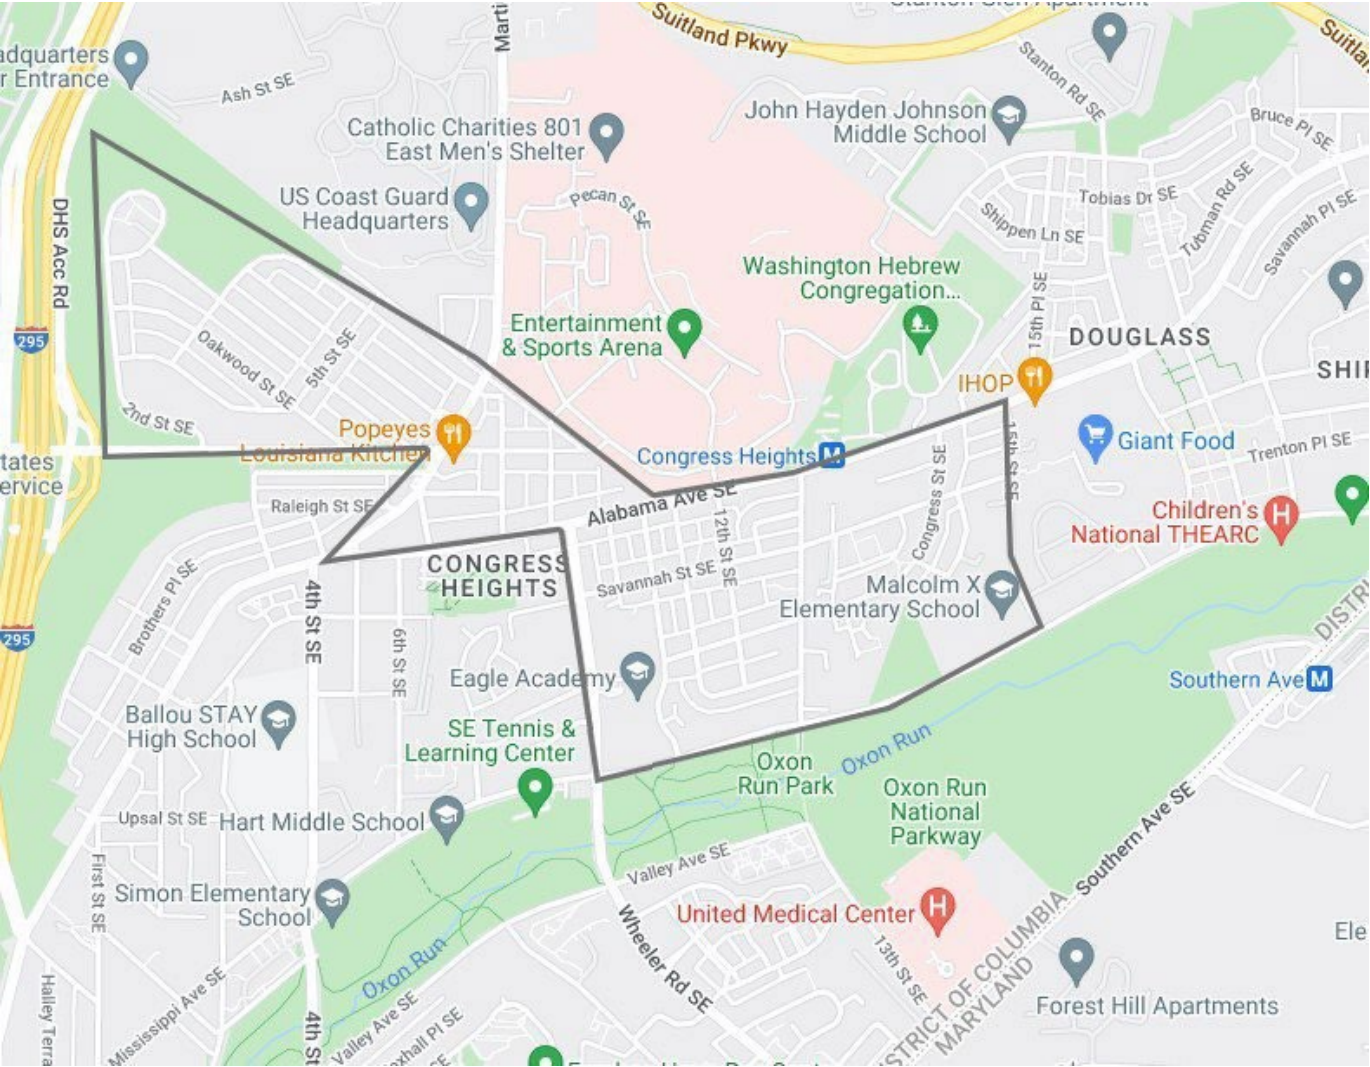 Stanton Glen Apartment
Suitland Pkwy
Marti
adquarters
r Entrance
Ash St SE
Stanton Rd SE
Catholic Charities 801
East Men's Shelter
John Hayden Johnson
Middle School
Bruce Pl SE
US Coast Guard
Headquarters
Pecan St SE
Tobias Dr SE
Tubman Rd SE
Savannah Pl SE
Shippen Ln SE
DHS Acc Rd
Washington Hebrew
Congregation...
15th Pl SE
Entertainment
& Sports Arena
DOUGLASS
295
Oakwood St SE
5th St SE
IHOP
SHIP
2nd St SE
Popeyes
Louisiana Kitchen
Congress Heights M
15th St SE
Giant Food
Trenton Pl SE
tates
ervice
Raleigh St SE
Alabama Ave SE
12th St SE
Congress St SE
Children's
National THEARC
H
CONGRESS
HEIGHTS
Savannah St SE
Malcolm X
Elementary School
Brothers Pl SE
4th St SE
6th St SE
295
DISTRI
Eagle Academy
Southern Ave M
Ballou STAY
High School
SE Tennis &
Learning Center
Oxon
Run Park
Oxon Run
Oxon Run
National
Parkway
Upsal St SE
Hart Middle School
Southern Ave SE
First St SE
Valley Ave SE
Simon Elementary
School
United Medical Center
H
Wheeler Rd SE
13th St SE
Ele
Oxon Run
DISTRICT OF COLUMBIA
MARYLAND
Halley Terra
Mississippi Ave SE
4th St
Valley Ave SE
Forest Hill Apartments